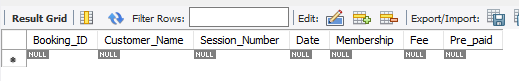 Result Grid Filter Rows: Edit: Export/Import:
Booking_ID Customer_Name Session_Number Date Membership Fee Pre_paid
NULL NULL NULL NULL NULL NULL NULL